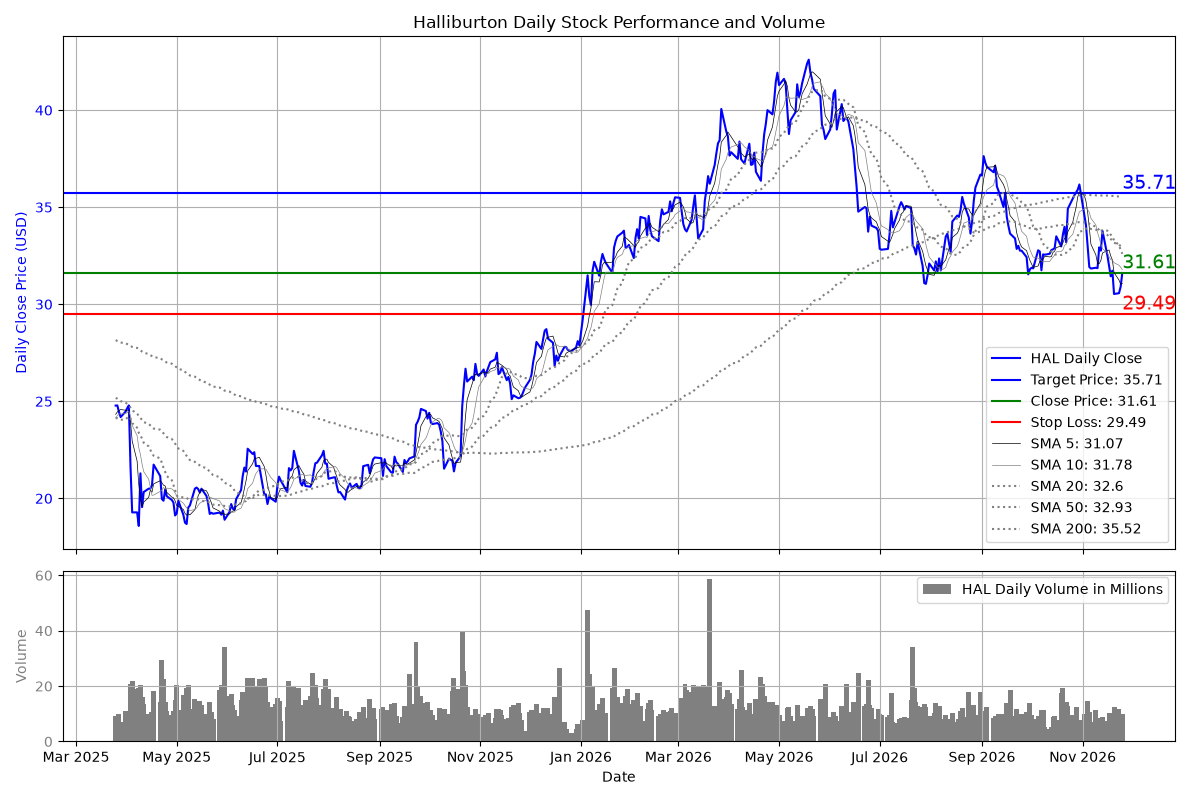 Halliburton Daily Stock Performance and Volume
Daily Close Price (USD)
40
35
30
25
20
35.71
31.61
29.49
HAL Daily Close
Target Price: 35.71
Close Price: 31.61
Stop Loss: 29.49
SMA 5: 31.07
SMA 10: 31.78
SMA 20: 32.6
SMA 50: 32.93
SMA 200: 35.52
Volume
60
40
20
0
HAL Daily Volume in Millions
Mar 2025 May 2025 Jul 2025 Sep 2025 Nov 2025 Jan 2026 Mar 2026 May 2026 Jul 2026 Sep 2026 Nov 2026
Date